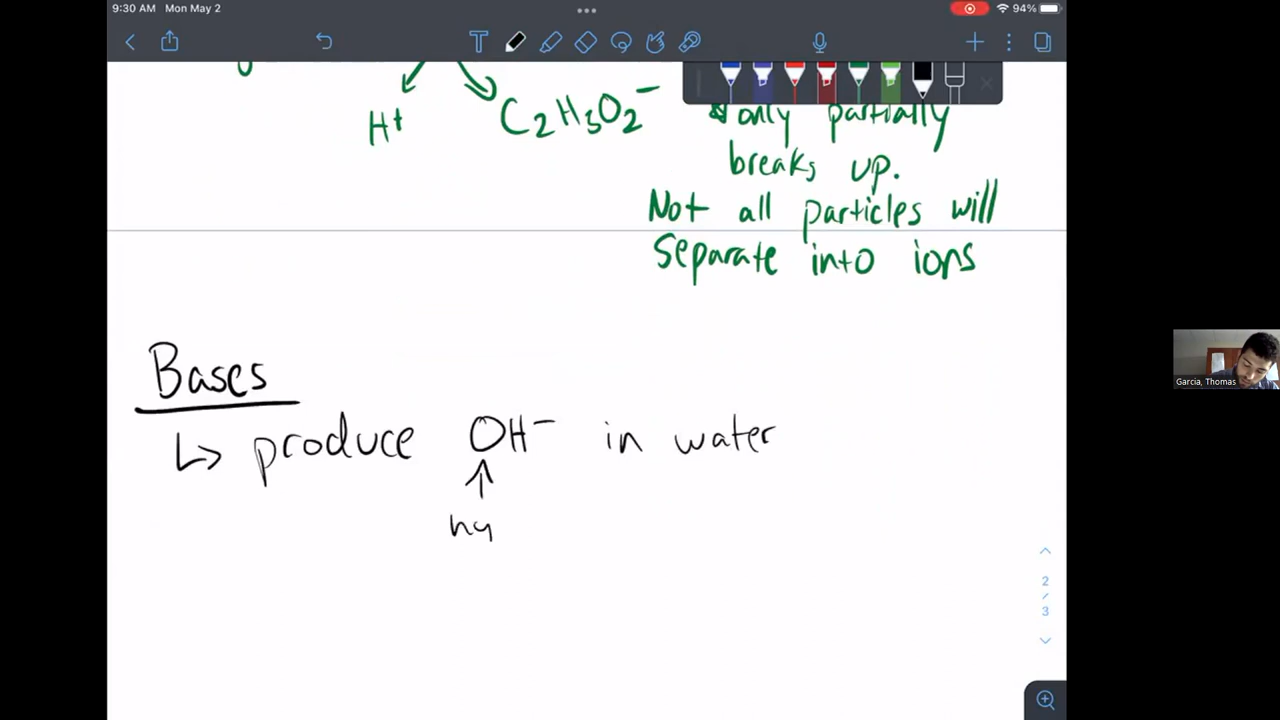 9:30 AM Mon May 2
94%
T
H+
C2H3O2-
only partially
breaks up.
Not all particles will
separate into ions
Bases
↳ produce OH- in water
↑
hy
2
/
3
Garcia, Thomas